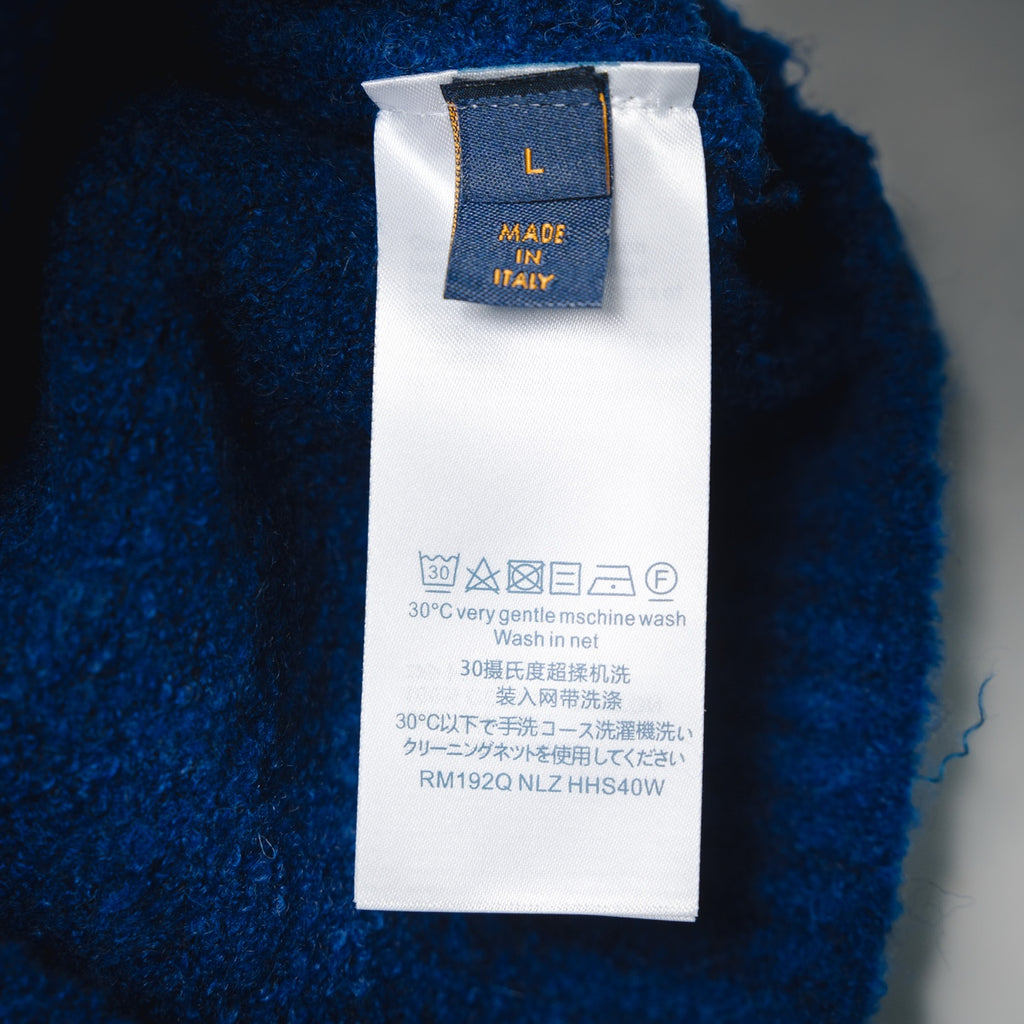 L
MADE
IN
ITALY
30
F
30°C very gentle mschine wash
Wash in net
30摄氏度超揉机洗
装入网带洗涤
30°C以下で手洗コース洗濯機洗い
クリーニングネットを使用してください
RM192Q NLZ HHS40W